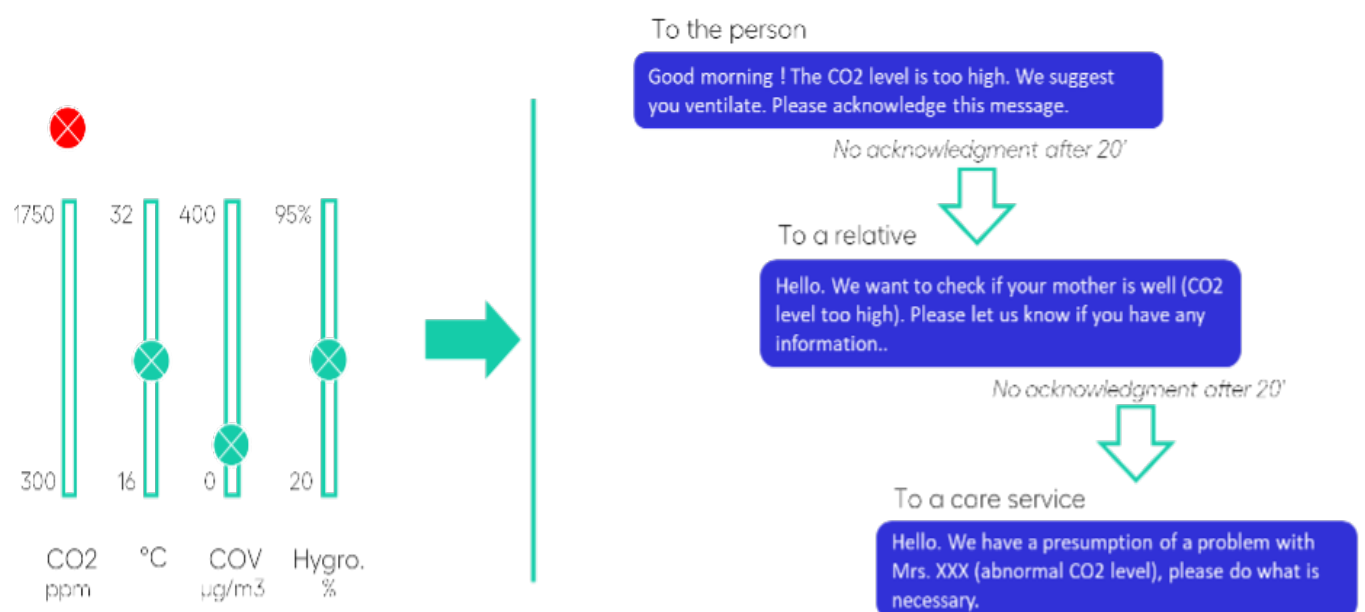 To the person
Good morning ! The CO2 level is too high. We suggest
you ventilate. Please acknowledge this message.
No acknowledgment after 20'
To a relative
Hello. We want to check if your mother is well (CO2
level too high). Please let us know if you have any
information..
No acknowledgment after 20'
To a care service
Hello. We have a presumption of a problem with
Mrs. XXX (abnormal CO2 level), please do what is
necessary.
1750 32 400 95%
300 16 0 20
CO2 °C COV Hygro.
ppm µg/m3 %